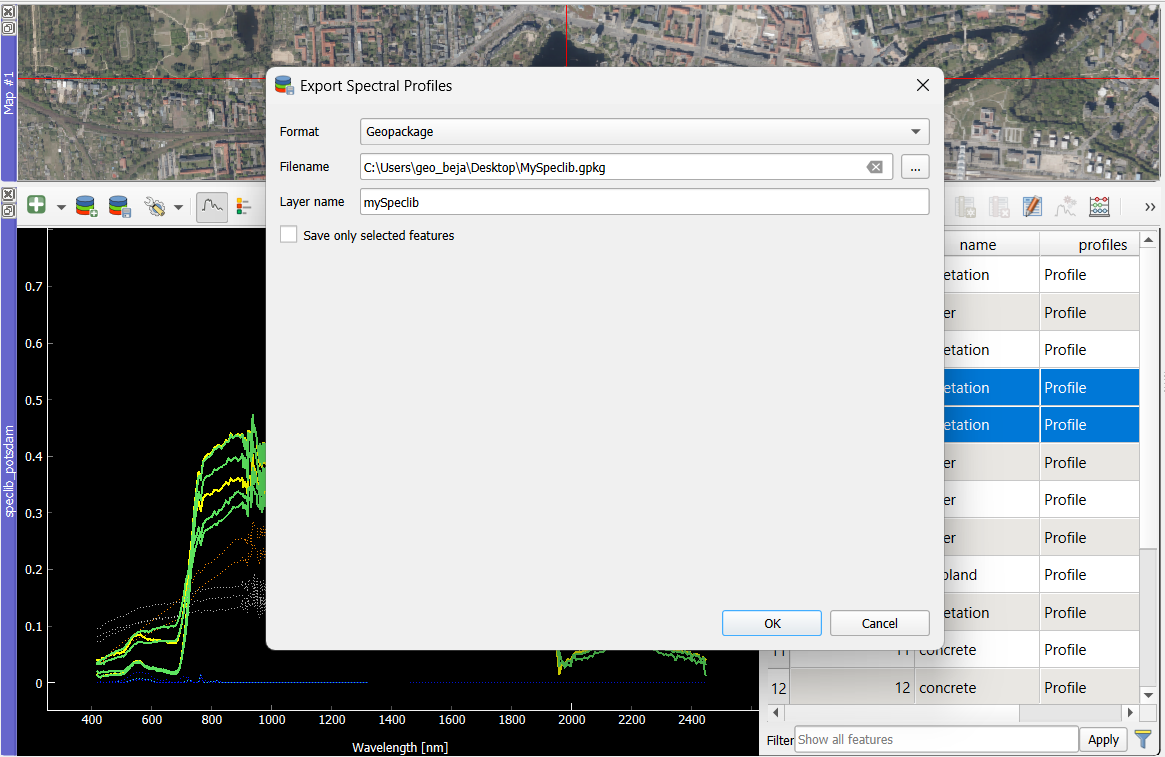 Map #1
Export Spectral Profiles
Format
Geopackage
Filename
C:\Users\geo_beja\Desktop\MySpeclib.gpkg
...
Layer name
mySpeclib
Save only selected features
OK
Cancel
speclib_potsdam
0.7
0.6
0.5
0.4
0.3
0.2
0.1
0
400 600 800 1000 1200 1400 1600 1800 2000 2200 2400
Wavelength [nm]
name profiles
etation Profile
er Profile
etation Profile
etation Profile
etation Profile
er Profile
er Profile
er Profile
oland Profile
etation Profile
11 11 concrete Profile
12 12 concrete Profile
Filter Show all features Apply